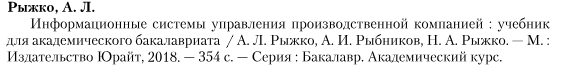 Рыжко, А. Л.
Информационные системы управления производственной компанией : учебник
для академического бакалавриата / А. Л. Рыжко, А. И. Рыбников, Н. А. Рыжко. — М. :
Издательство Юрайт, 2018. — 354 с. — Серия : Бакалавр. Академический курс.